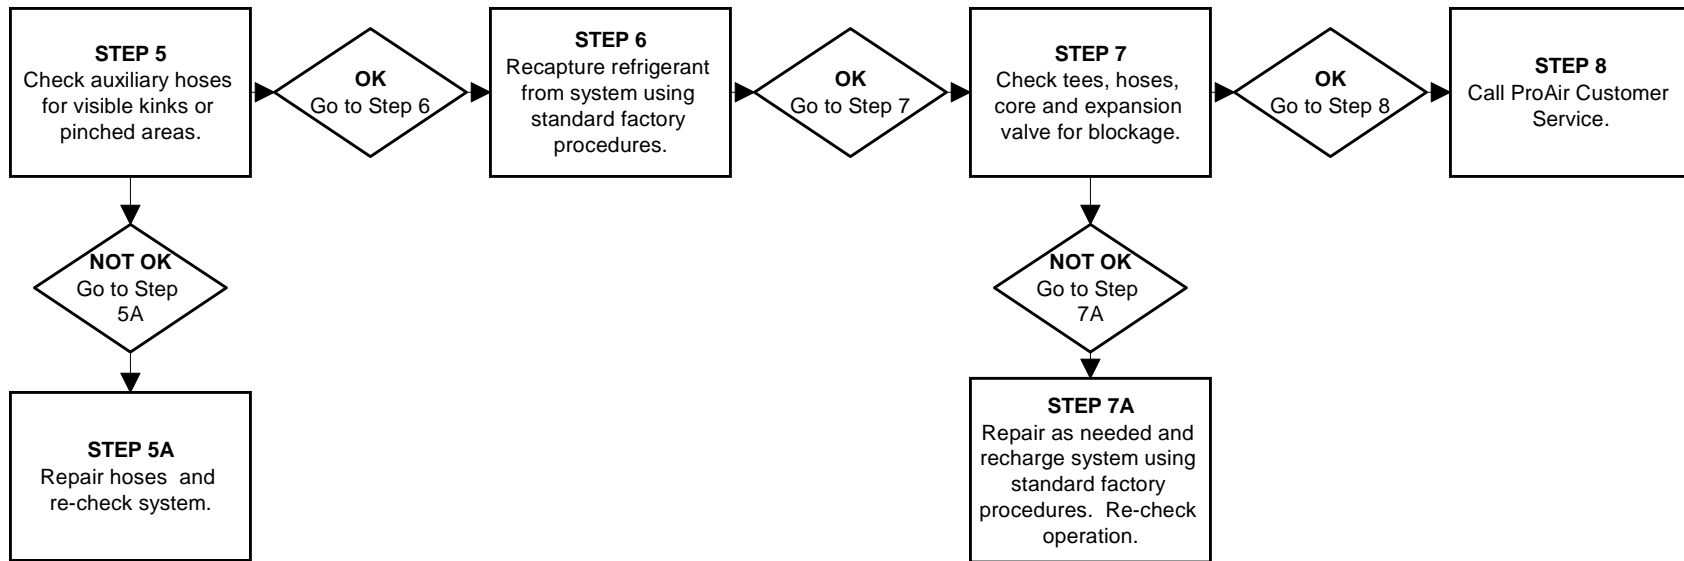 STEP 5
Check auxiliary hoses
for visible kinks or
pinched areas.
OK
Go to Step 6
STEP 6
Recapture refrigerant
from system using
standard factory
procedures.
OK
Go to Step 7
STEP 7
Check tees, hoses,
core and expansion
valve for blockage.
OK
Go to Step 8
STEP 8
Call ProAir Customer
Service.
NOT OK
Go to Step
5A
NOT OK
Go to Step
7A
STEP 5A
Repair hoses and
re-check system.
STEP 7A
Repair as needed and
recharge system using
standard factory
procedures. Re-check
operation.